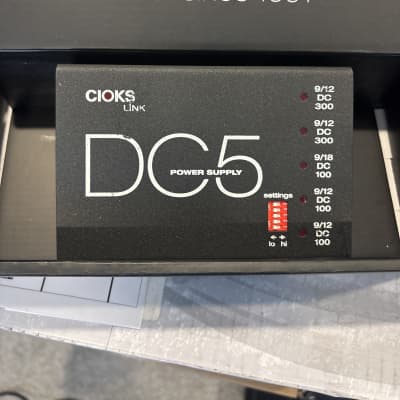 CIOKS
LINK
DC5
POWER SUPPLY
settings
lo hi
9/12
DC
300
9/12
DC
300
9/18
DC
100
9/12
DC
100
9/12
DC
100